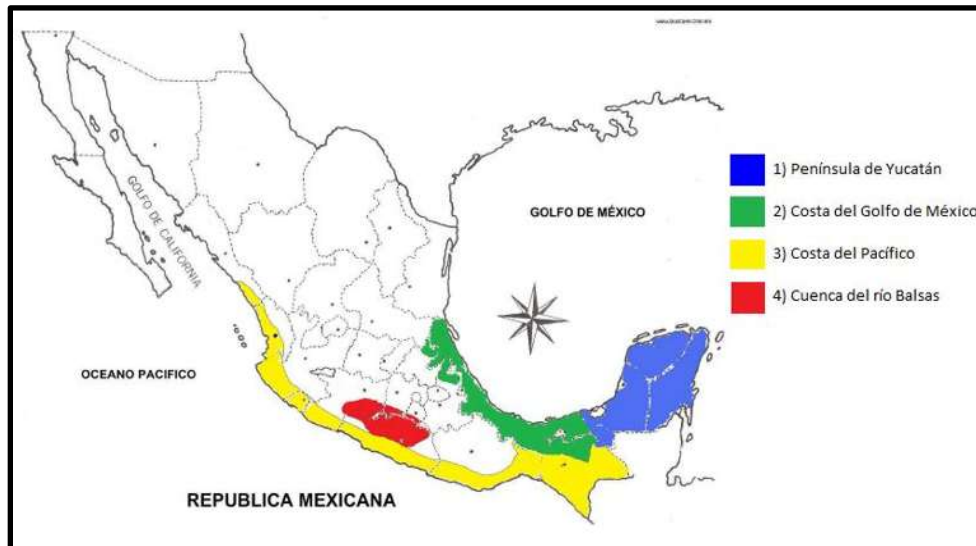 GOLFO DE CALIFORNIA
GOLFO DE MÉXICO
OCEANO PACIFICO
REPUBLICA MEXICANA
1) Península de Yucatán
2) Costa del Golfo de México
3) Costa del Pacífico
4) Cuenca del río Balsas